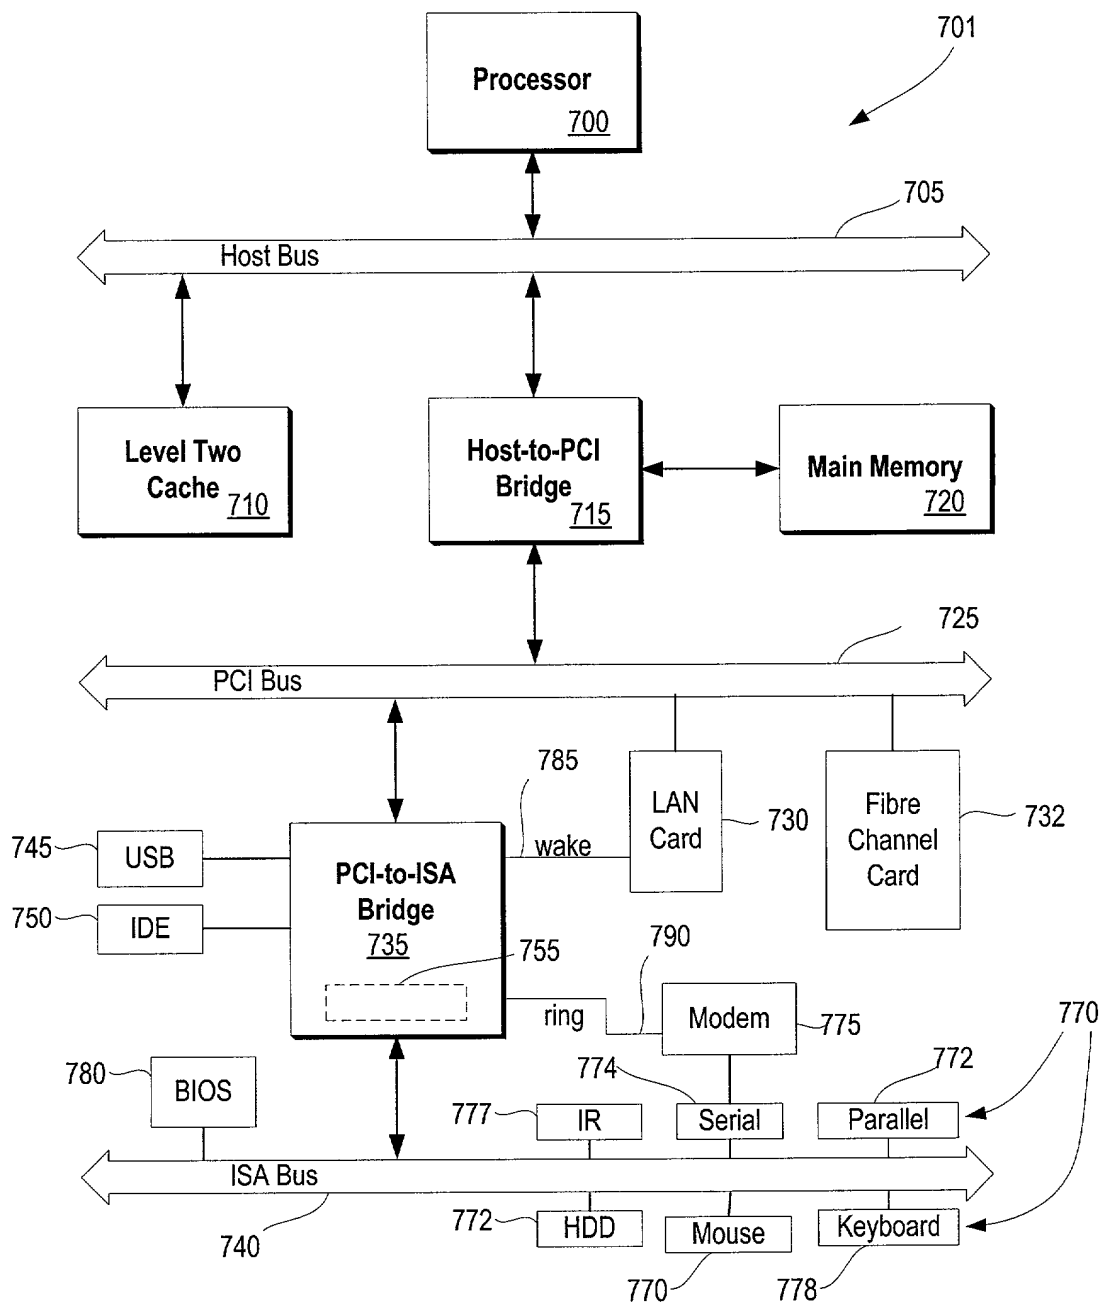 701
Processor
700
705
Host Bus
Level Two
Cache 710
Host-to-PCI
Bridge
715
Main Memory
720
725
PCI Bus
785
LAN
Card
730
Fibre
Channel
Card
732
745
USB
wake
PCI-to-ISA
Bridge
735
750
IDE
755
790
ring
Modem
775
770
780
BIOS
774
772
777
IR
Serial
Parallel
ISA Bus
740
772
HDD
Mouse
Keyboard
770
778